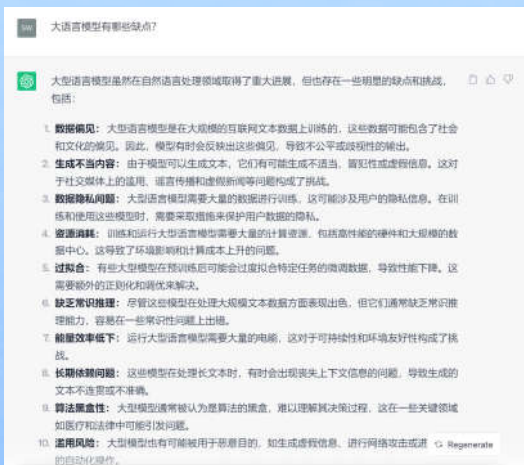 SW 大语言模型有哪些缺点?
大型语言模型虽然在自然语言处理领域取得了重大进展，但也存在一些明显的缺点和挑战，
包括：
1. 数据偏见：大型语言模型是在大规模的互联网文本数据上训练的，这些数据可能包含了社会
和文化的偏见。因此，模型有时会反映出这些偏见，导致不公平或歧视性的输出。
2. 生成不当内容：由于模型可以生成文本，它们有可能生成不适当、冒犯性或虚假信息。这对
于社交媒体上的滥用、谣言传播和虚假新闻等问题构成了挑战。
3. 数据隐私问题：大型语言模型需要大量的数据进行训练，这可能涉及用户的隐私信息。在训
练和使用这些模型时，需要采取措施来保护用户数据的隐私。
4. 资源消耗：训练和运行大型语言模型需要大量的计算资源，包括高性能的硬件和大规模的数
据中心。这导致了环境影响和计算成本上升的问题。
5. 过拟合：有些大型模型在预训练后可能会过度拟合特定任务的微调数据，导致性能下降。这
需要额外的正则化和调优来解决。
6. 缺乏常识推理：尽管这些模型在处理大规模文本数据方面表现出色，但它们通常缺乏常识推
理能力，容易在一些常识性问题上出错。
7. 能量效率低下：运行大型语言模型需要大量的电能，这对于可持续性和环境友好性构成了挑
战。
8. 长期依赖问题：这些模型在处理长文本时，有时会出现丧失上下文信息的问题，导致生成的
文本不连贯或不准确。
9. 算法黑盒性：大型模型通常被认为是算法的黑盒，难以理解其决策过程，这在一些关键领域
如医疗和法律中可能引发问题。
10. 滥用风险：大型模型也有可能被用于恶意目的，如生成虚假信息、进行网络攻击或进 Regenerate
的自动化操作。